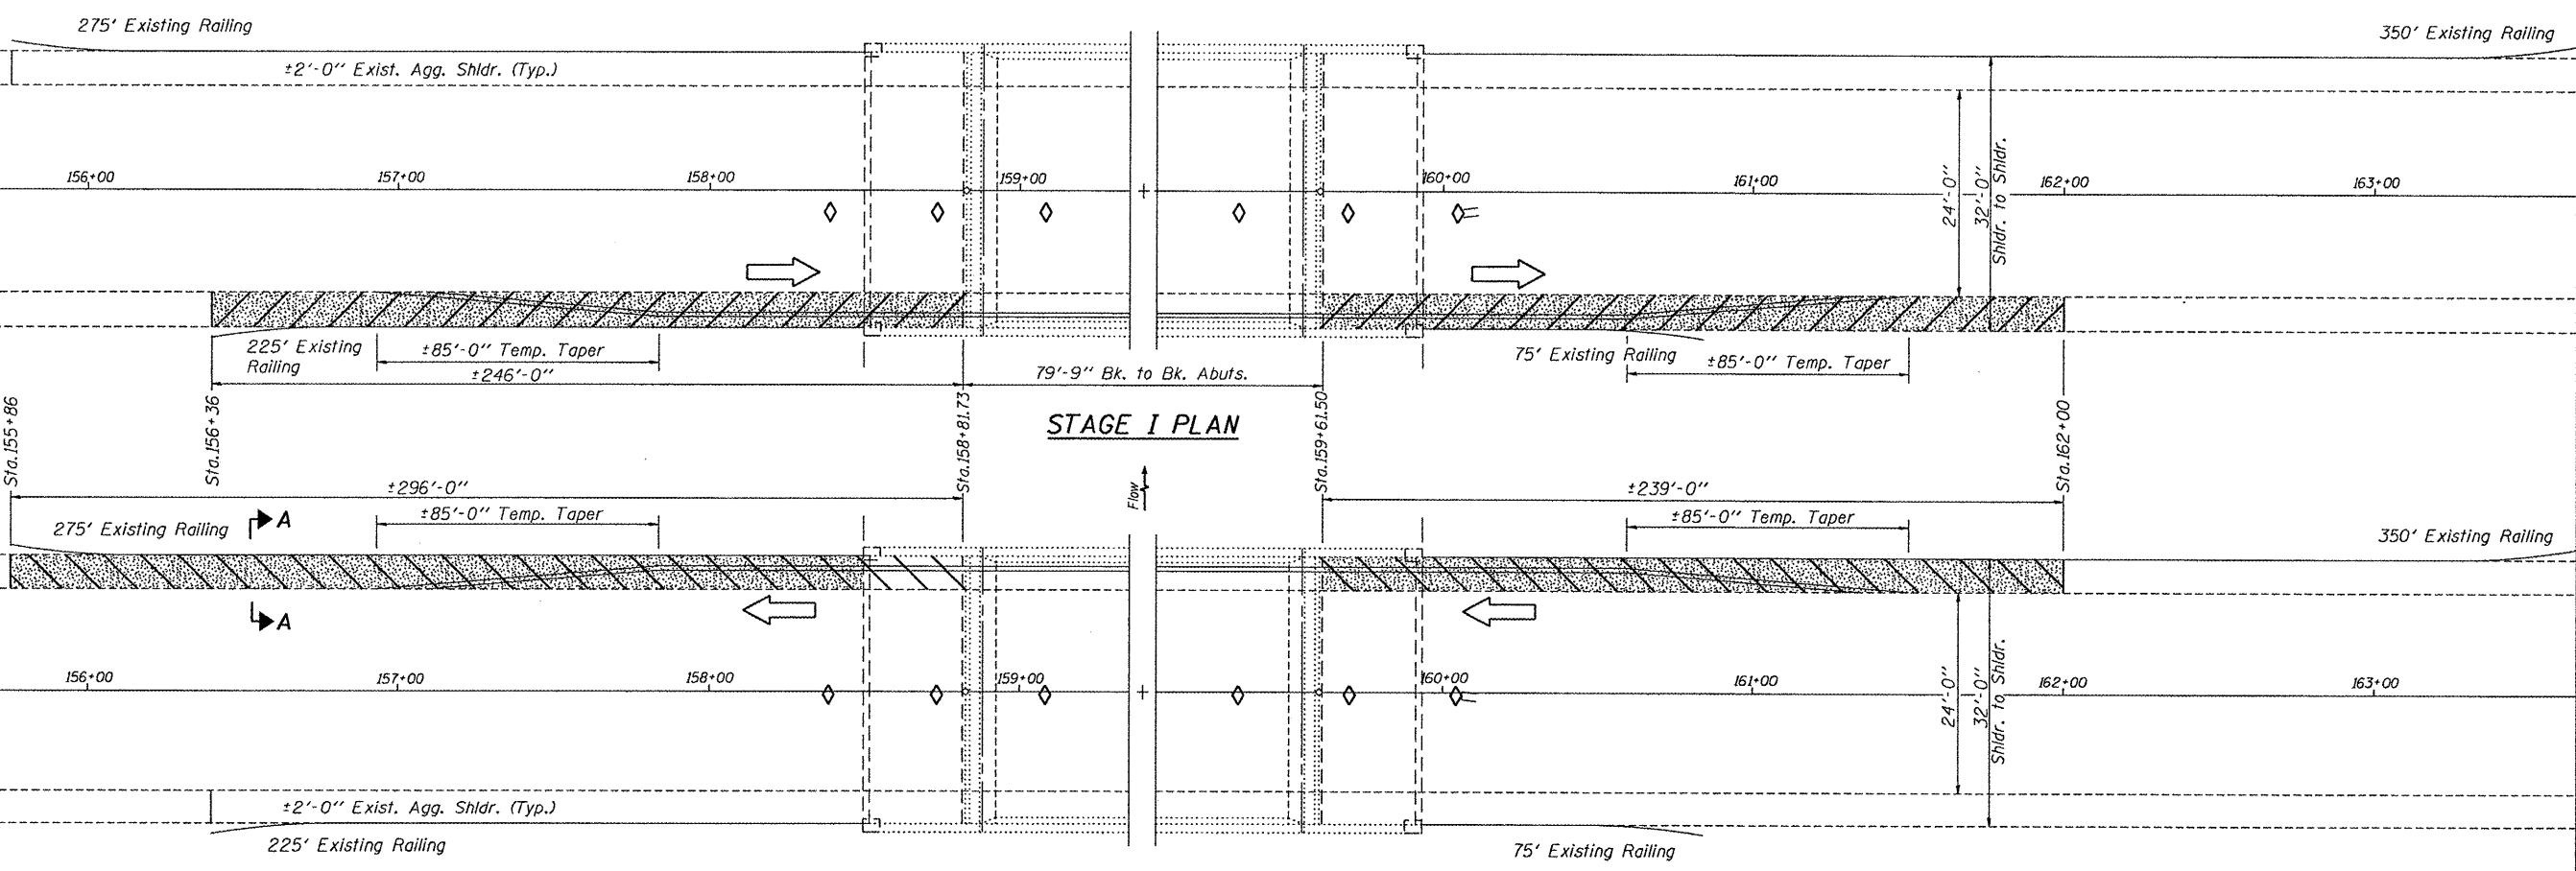 275' Existing Railing
350' Existing Railing
±2'-0" Exist. Agg. Shldr. (Typ.)
156+00
157+00
158+00
159+00
160+00
161+00
162+00
163+00
24'-0"
32'-0"
Shldr. to Shldr.
225' Existing
Railing
±85'-0" Temp. Taper
±246'-0"
79'-9" Bk. to Bk. Abuts.
75' Existing Railing
±85'-0" Temp. Taper
Sta.155+86
Sta.156+36
Sta.158+81.73
STAGE I PLAN
Sta.159+61.50
Sta.162+00
Flow
±296'-0"
±239'-0"
275' Existing Railing
A
±85'-0" Temp. Taper
±85'-0" Temp. Taper
350' Existing Railing
A
156+00
157+00
158+00
159+00
160+00
161+00
162+00
163+00
24'-0"
32'-0"
Shldr. to Shldr.
±2'-0" Exist. Agg. Shldr. (Typ.)
225' Existing Railing
75' Existing Railing